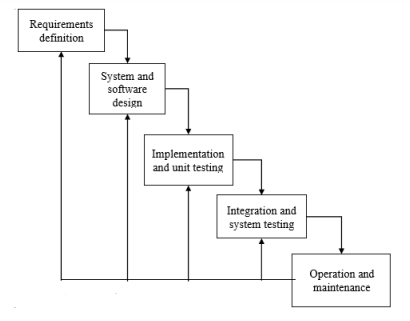 Requirements
definition
System and
software
design
Implementation
and unit testing
Integration and
system testing
Operation and
maintenance